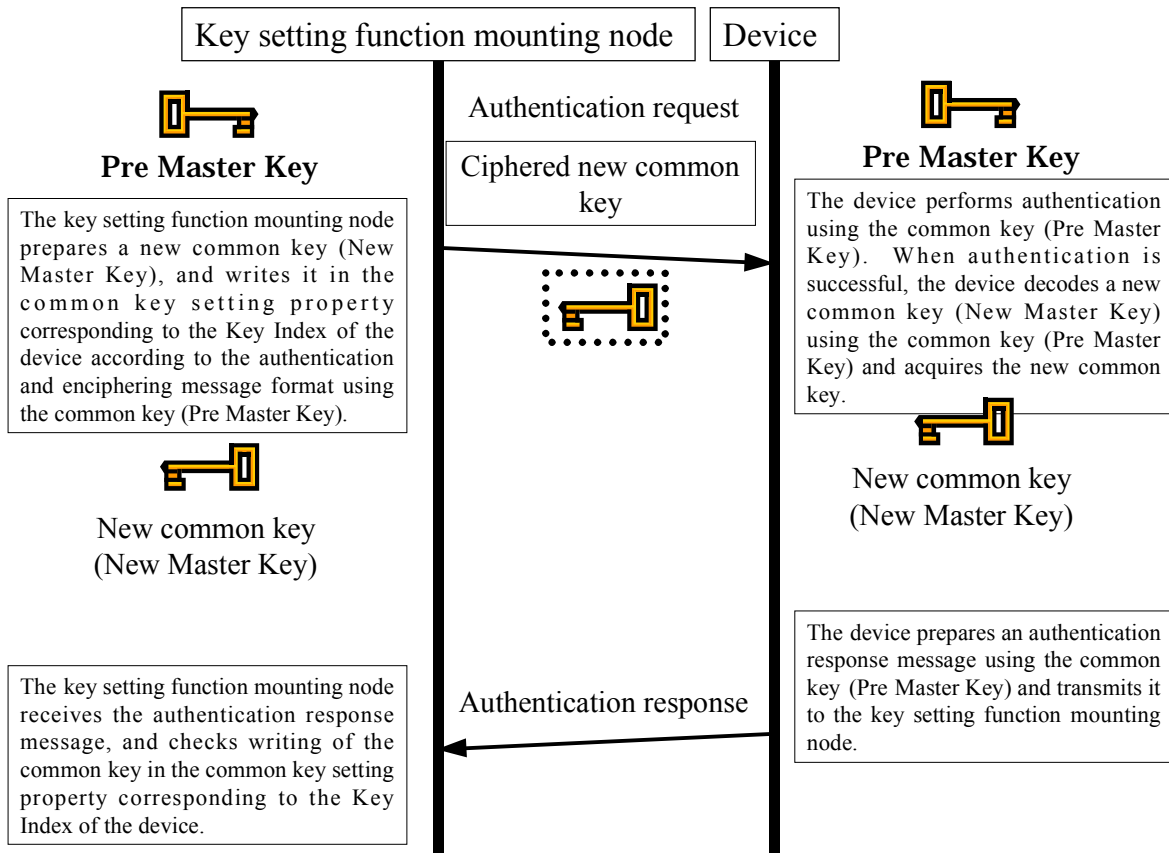 Key setting function mounting node
Device
Authentication request
Pre Master Key
Pre Master Key
Ciphered new common
key
The key setting function mounting node
prepares a new common key (New
Master Key), and writes it in the
common key setting property
corresponding to the Key Index of the
device according to the authentication
and enciphering message format using
the common key (Pre Master Key).
The device performs authentication
using the common key (Pre Master
Key). When authentication is
successful, the device decodes a new
common key (New Master Key)
using the common key (Pre Master
Key) and acquires the new common
key.
New common key
(New Master Key)
New common key
(New Master Key)
The device prepares an authentication
response message using the common
key (Pre Master Key) and transmits it
to the key setting function mounting
node.
Authentication response
The key setting function mounting node
receives the authentication response
message, and checks writing of the
common key in the common key setting
property corresponding to the Key
Index of the device.